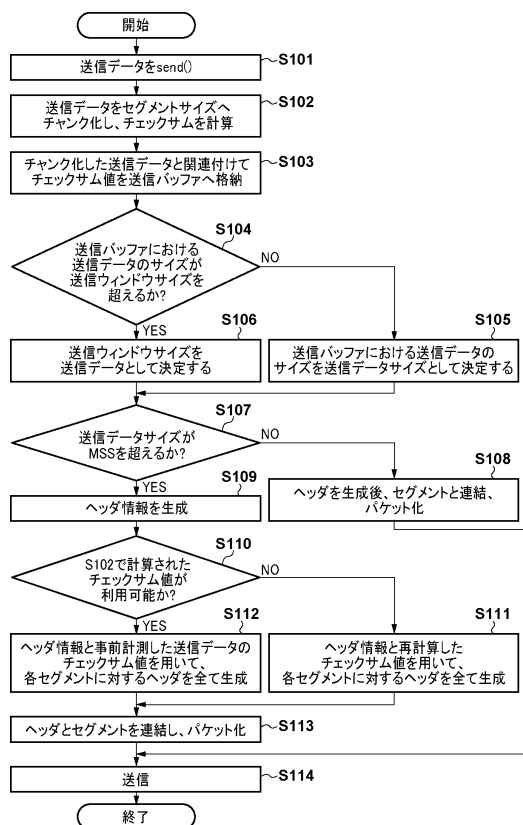 開始
送信データをsend()
S101
送信データをセグメントサイズへ
チャンク化し、チェックサムを計算
S102
チャンク化した送信データと関連付けて
チェックサム値を送信バッファへ格納
S103
送信バッファにおける
送信データのサイズが
送信ウィンドウサイズを
超えるか?
S104
NO
YES
送信ウィンドウサイズを
送信データとして決定する
S106
送信バッファにおける送信データの
サイズを送信データサイズとして決定する
S105
送信データサイズが
MSSを超えるか?
S107
NO
YES
ヘッダを生成後、セグメントと連結、
パケット化
S108
ヘッダ情報を生成
S109
S102で計算された
チェックサム値が
利用可能か?
S110
NO
YES
ヘッダ情報と事前計測した送信データの
チェックサム値を用いて、
各セグメントに対するヘッダを全て生成
S112
ヘッダ情報と再計算した
チェックサム値を用いて、
各セグメントに対するヘッダを全て生成
S111
ヘッダとセグメントを連結し、パケット化
S113
送信
S114
終了